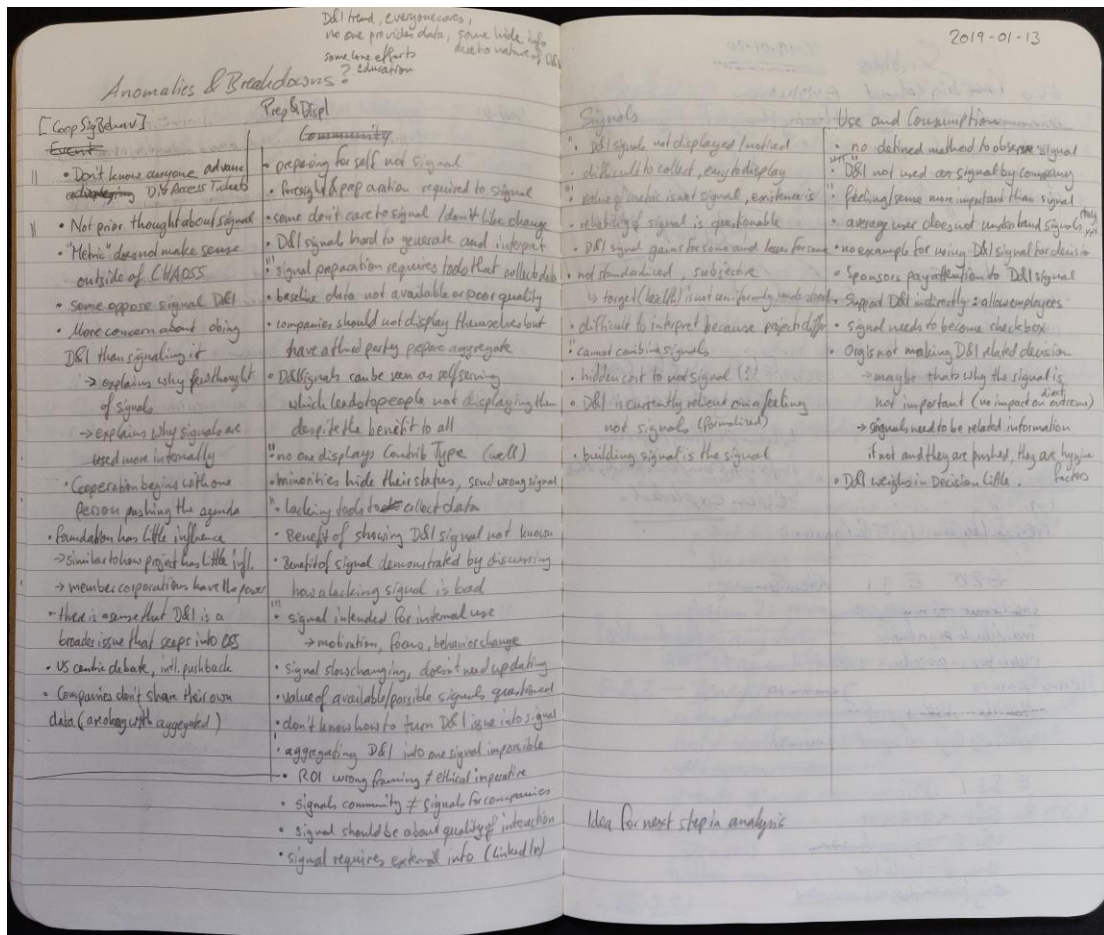 D&I trend, everyone cares,
no one provides data, some hide info
due to nature of D&I
some lone efforts
? education
2019-01-13
Anomalies & Breakdowns?
[CoopSigBehav]
Event
• Don't know anyone advance
D&I Access Tickets
• Not prior thought about signal
• "Metric" does not make sense
outside of CHAOSS
• Some oppose signal D&I
• More concern about doing
D&I than signaling it
→ explains why few thought
of signals
→ explains why signals are
used more internally
• Cooperation begins with one
person pushing the agenda
• foundation has little influence
→ similar to how project has little infl.
→ member corporations have the power
- there is a sense that D&I is a
broader issue that seeps into OSS
• US centric debate, intl. pushback
• Companies don't share their own
data (are okay with aggregated)
Prep & Displ
Community
• preparing for self not signal
• foresight & preparation required to signal
• some don't care to signal / don't like change
• D&I signal hard to generate and interpret
• signal preparation requires tools that collect data
• baseline data not available or poor quality
• companies should not display themselves but
have a third party prepare aggregate
• D&I signals can be seen as self serving
which leads to people not displaying them
despite the benefit to all
• no one displays Contrib Type (well)
• minorities hide their status, send wrong signal
• lacking tools to collect data
• Benefit of showing D&I signal not known
• Benefit of signal demonstrated by discussing
how a lacking signal is bad
• signal intended for internal use
→ motivation, focus, behavior change
• signal slow changing, doesn't need updating
• value of available/possible signals questioned
• don't know how to turn D&I issue into signal
• aggregating D&I into one signal impossible
• ROI wrong framing ≠ ethical imperative
• signals community ≠ signals for companies
• signal should be about quality of interaction
• signal requires external info (LinkedIn)
Signals
• D&I signals not displayed/noticed
• difficult to collect, easy to display
• value of metric is not signal, existence is
• reliability of signal is questionable
• D&I signal gains for some and loses for some
• not standardized, subjective
↳ target (health) is not uniformly understood
• difficult to interpret because projects differ
• cannot combine signals
• hidden cost to not signal (?)
• D&I is currently reliant on a feeling
not signals (formalized)
• building signal is the signal
Use and Consumption
• no defined method to observe signal
• D&I not used as signal by company
• feeling/sense more important than signal
• average user does not understand signals
• no example for using D&I signal for decision
• Sponsors pay attention to D&I signal
• Support D&I indirectly: allow employees
• signal needs to become checkbox
• Org is not making D&I related decision
→ maybe that's why the signal is
not important (no direct impact on outcome)
→ signals need to be related information
if not and they are pushed, they are hygiene
factors
• D&I weighs in Decision little.
Idea for next step in analysis